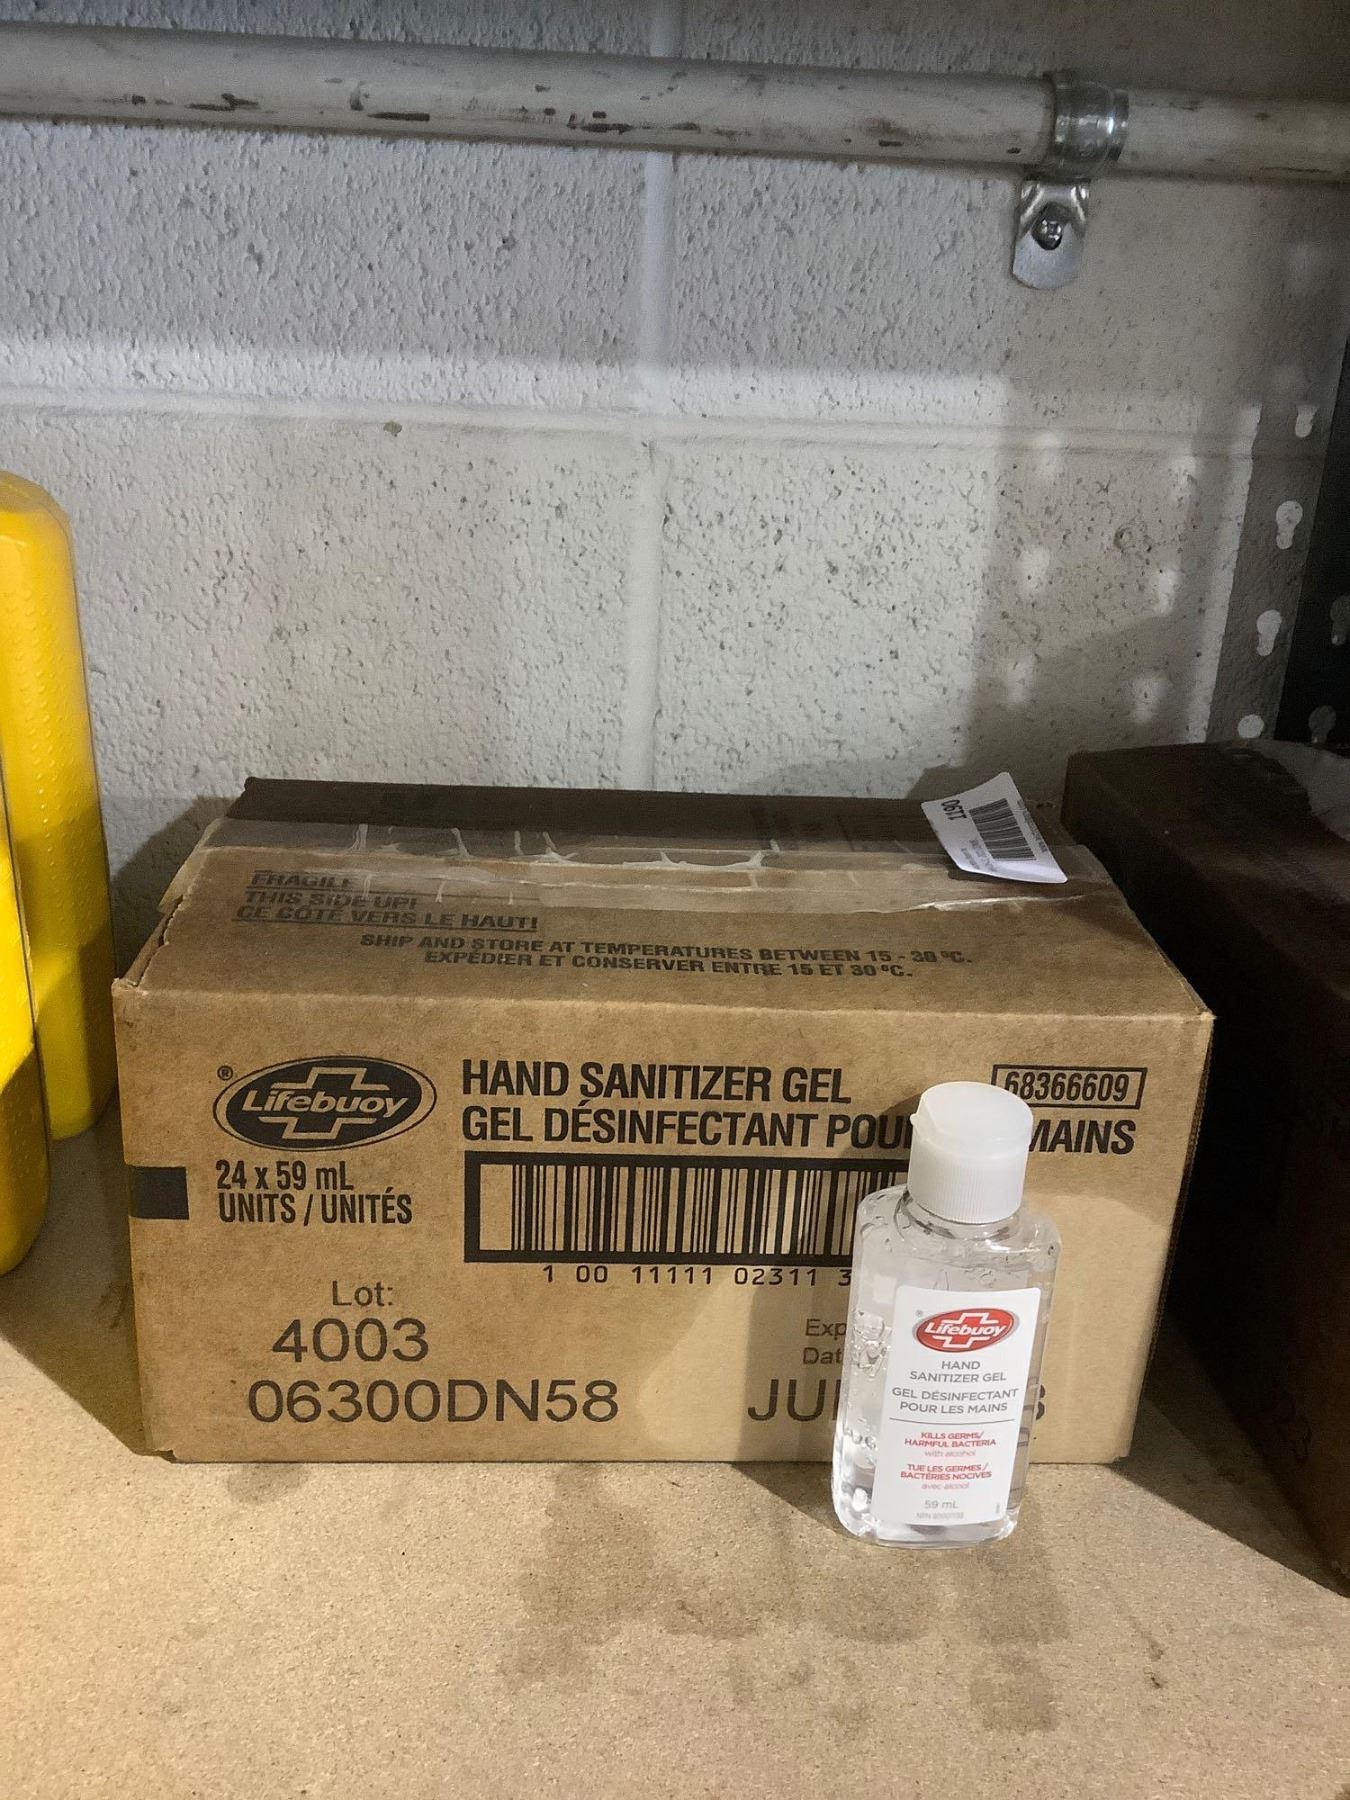 1190
FRAGILE
THIS SIDE UP!
CE CÔTÉ VERS LE HAUT!
SHIP AND STORE AT TEMPERATURES BETWEEN 15 - 30 °C.
EXPÉDIER ET CONSERVER ENTRE 15 ET 30 °C.
® Lifebuoy
HAND SANITIZER GEL
68366609
GEL DÉSINFECTANT POU MAINS
24 x 59 mL
UNITS / UNITÉS
1 00 11111 02311 3
Lot:
4003
06300DN58
Exp
Dat
JU
® Lifebuoy
HAND
SANITIZER GEL
GEL DÉSINFECTANT
POUR LES MAINS
KILLS GERMS/
HARMFUL BACTERIA
with alcohol
TUE LES GERMES /
BACTÉRIES NOCIVES
avec alcool
59 mL